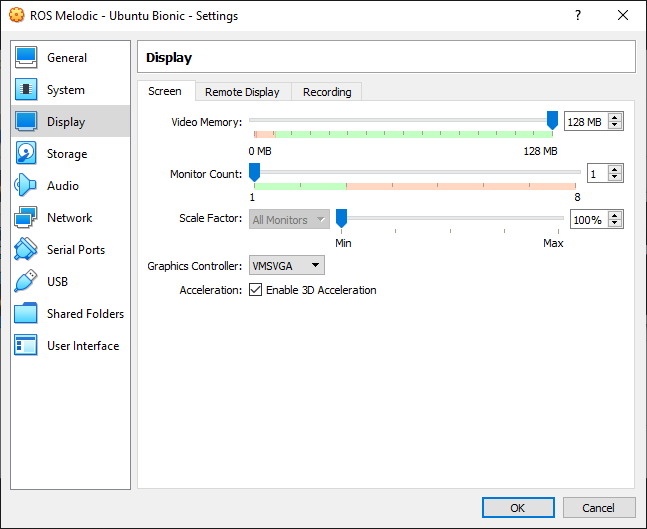 ROS Melodic - Ubuntu Bionic - Settings
General
System
Display
Storage
Audio
Network
Serial Ports
USB
Shared Folders
User Interface
Display
Screen Remote Display Recording
Video Memory: 128 MB
0 MB 128 MB
Monitor Count: 1
1 8
Scale Factor: All Monitors 100%
Min Max
Graphics Controller: VMSVGA
Acceleration: Enable 3D Acceleration
OK Cancel